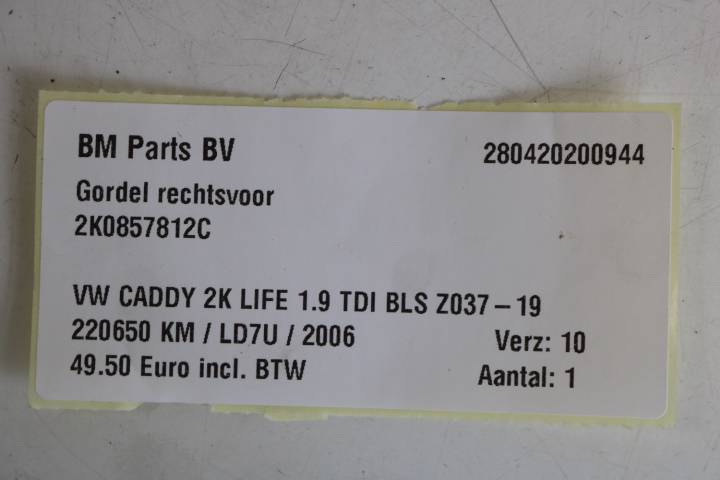 BM Parts BV 280420200944
Gordel rechtsvoor
2K0857812C
VW CADDY 2K LIFE 1.9 TDI BLS Z037-19
220650 KM / LD7U / 2006 Verz: 10
49.50 Euro incl. BTW Aantal: 1